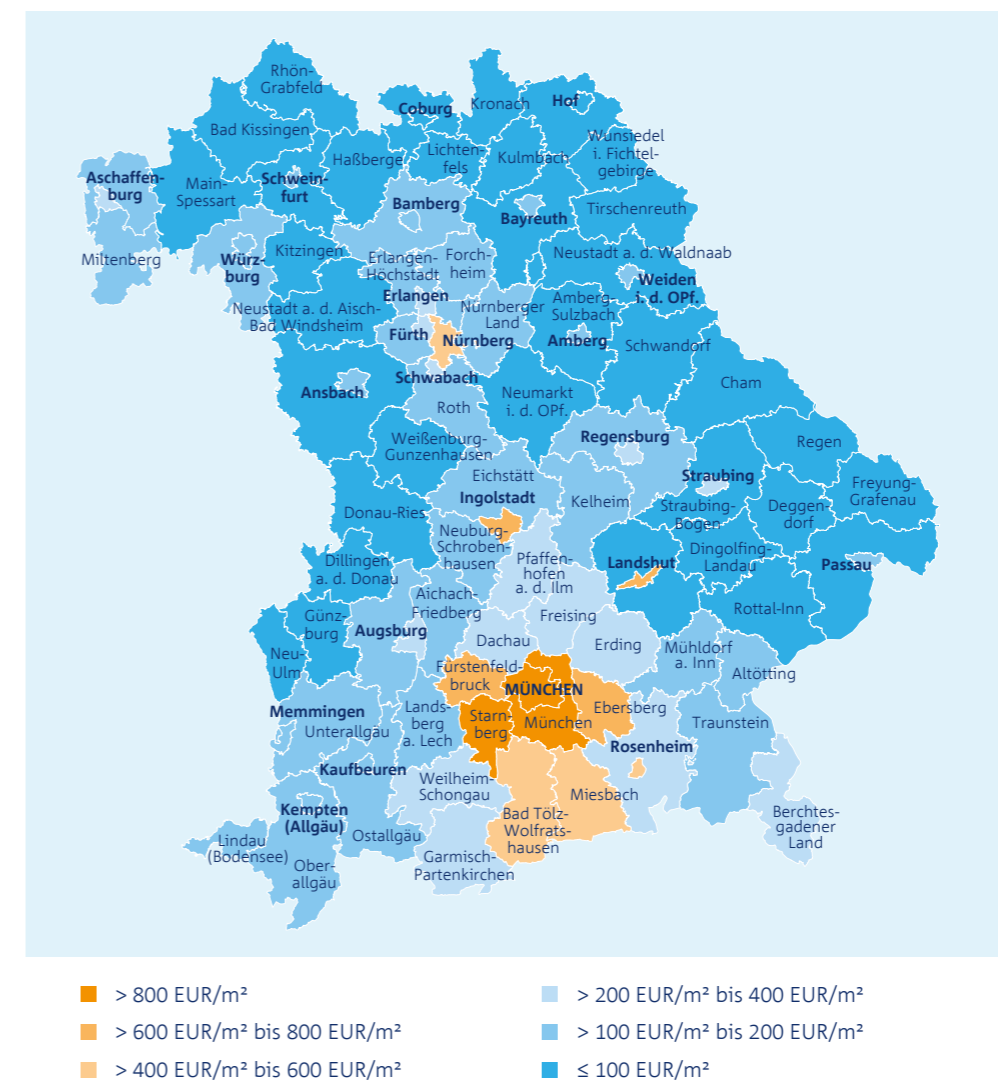 Rhön-
Grabfeld
Coburg
Kronach
Hof
Bad Kissingen
Haßberge
Lichten-
fels
Kulmbach
Wunsiedel
i. Fichtel-
gebirge
Aschaffen-
burg
Main-
Spessart
Schwein-
furt
Bamberg
Bayreuth
Tirschenreuth
Miltenberg
Würz-
burg
Kitzingen
Erlangen-
Höchstadt
Forch-
heim
Neustadt a. d. Waldnaab
Weiden
i. d. OPf.
Neustadt a. d. Aisch-
Bad Windsheim
Erlangen
Nürnberger
Land
Amberg-
Sulzbach
Fürth
Nürnberg
Amberg
Schwandorf
Ansbach
Schwabach
Roth
Neumarkt
i. d. OPf.
Cham
Weißenburg-
Gunzenhausen
Regensburg
Regen
Eichstätt
Ingolstadt
Kelheim
Straubing
Straubing-
Bogen
Deggen-
dorf
Freyung-
Grafenau
Donau-Ries
Neuburg-
Schroben-
hausen
Pfaffen-
hofen
a. d. Ilm
Landshut
Dingolfing-
Landau
Passau
Dillingen
a. d. Donau
Aichach-
Friedberg
Freising
Rottal-Inn
Günz-
burg
Augsburg
Dachau
Erding
Mühldorf
a. Inn
Altötting
Neu-
Ulm
Fürstenfeld-
bruck
MÜNCHEN
Ebersberg
Memmingen
Unterallgäu
Lands-
berg
a. Lech
Starn-
berg
München
Rosenheim
Traunstein
Kaufbeuren
Weilheim-
Schongau
Bad Tölz-
Wolfrats-
hausen
Miesbach
Kempten
(Allgäu)
Ostallgäu
Berchtes-
gadener
Land
Lindau
(Bodensee)
Ober-
allgäu
Garmisch-
Partenkirchen
> 800 EUR/m²
> 600 EUR/m² bis 800 EUR/m²
> 400 EUR/m² bis 600 EUR/m²
> 200 EUR/m² bis 400 EUR/m²
> 100 EUR/m² bis 200 EUR/m²
≤ 100 EUR/m²